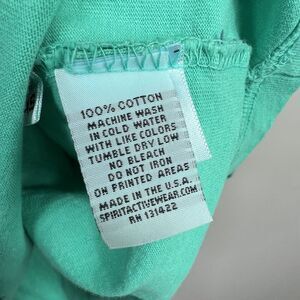 100% COTTON
MACHINE WASH
IN COLD WATER
WITH LIKE COLORS
TUMBLE DRY LOW
NO BLEACH
DO NOT IRON
ON PRINTED AREAS
MADE IN THE U.S.A.
SPIRITACTIVEWEAR.COM
RN 131422